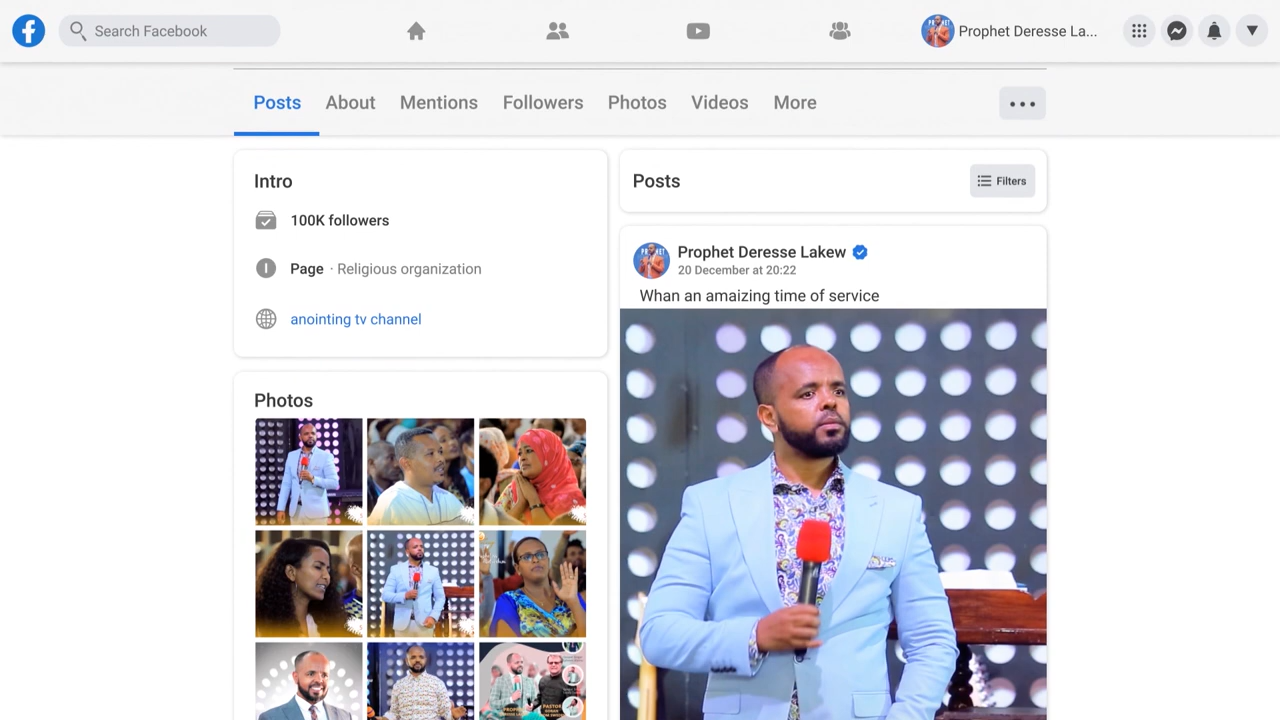 Search Facebook
Prophet Deresse La...
Posts About Mentions Followers Photos Videos More
Intro
100K followers
Page · Religious organization
anointing tv channel
Photos
Posts
Filters
Prophet Deresse Lakew
20 December at 20:22
Whan an amaizing time of service